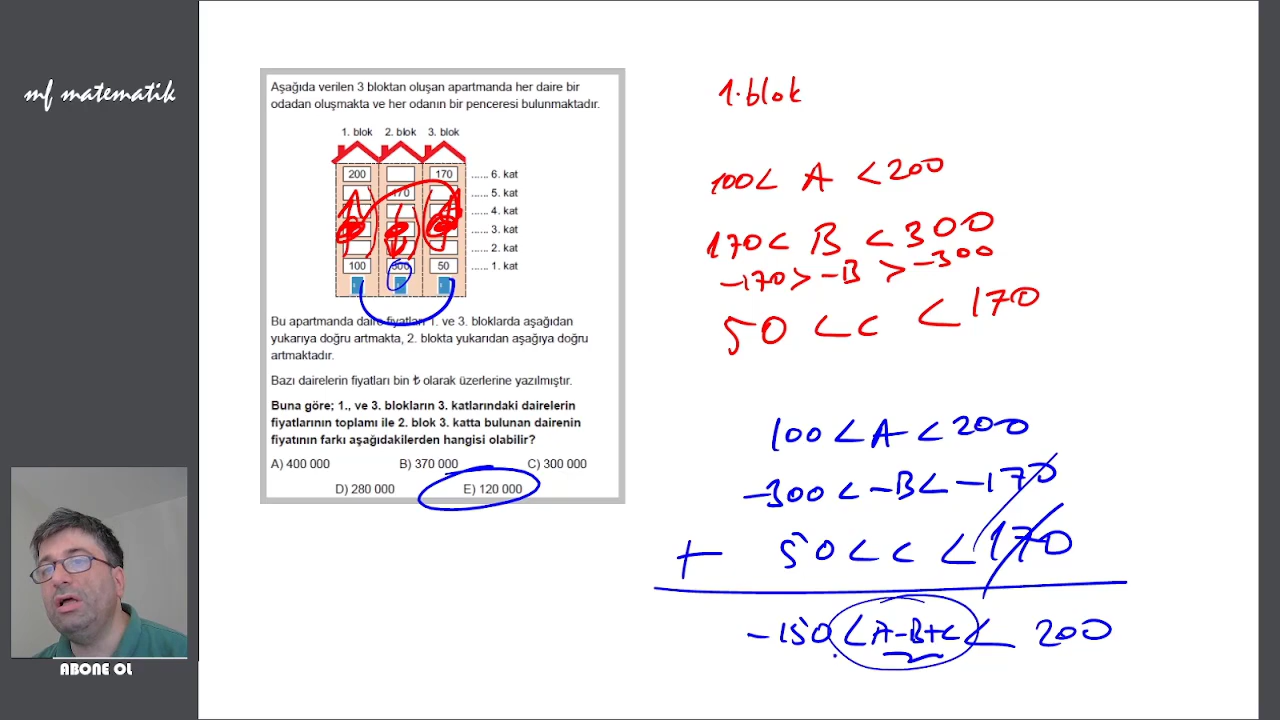 mf matematik
Aşağıda verilen 3 bloktan oluşan apartmanda her daire bir
odadan oluşmakta ve her odanın bir penceresi bulunmaktadır.
1. blok 2. blok 3. blok
200 170 ...... 6. kat
170 ...... 5. kat
...... 4. kat
...... 3. kat
...... 2. kat
100 300 50 ...... 1. kat
Bu apartmanda daire fiyatları 1. ve 3. bloklarda aşağıdan
yukarıya doğru artmakta, 2. blokta yukarıdan aşağıya doğru
artmaktadır.
Bazı dairelerin fiyatları bin ₺ olarak üzerlerine yazılmıştır.
Buna göre; 1., ve 3. blokların 3. katlarındaki dairelerin
fiyatlarının toplamı ile 2. blok 3. katta bulunan dairenin
fiyatının farkı aşağıdakilerden hangisi olabilir?
A) 400 000 B) 370 000 C) 300 000
D) 280 000 E) 120 000
1. blok
100 < A < 200
170 < B < 300
-170 > -B > -300
50 < c < 170
100 < A < 200
-300 < -B < -170
+ 50 < c < 170
-150 < A-B+c < 200
ABONE OL